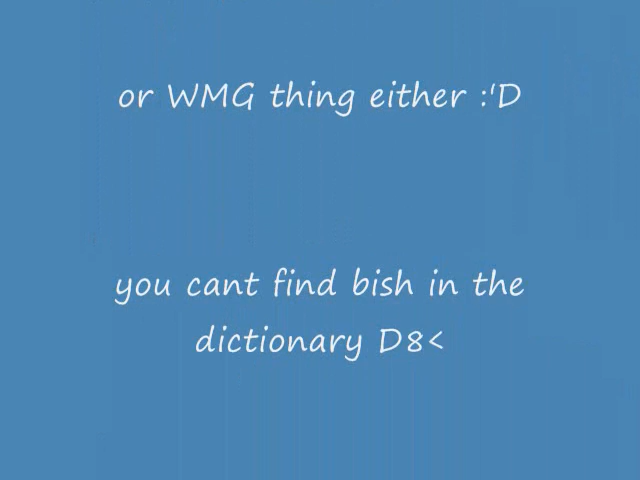 or WMG thing either :'D
you cant find bish in the
dictionary D8<